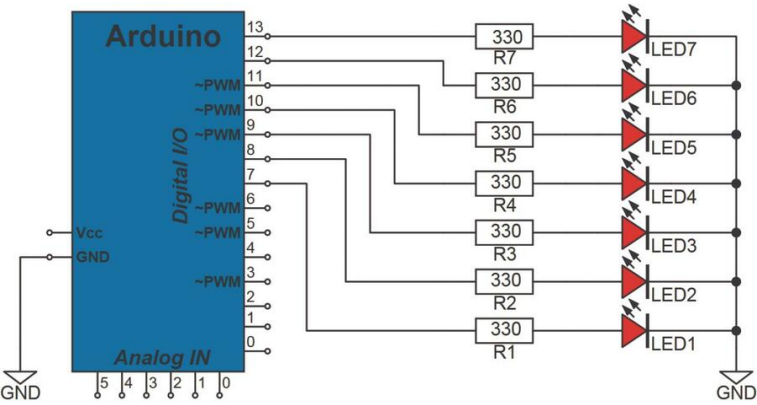 Arduino
13
12
~PWM 11
~PWM 10
~PWM 9
8
7
~PWM 6
~PWM 5
4
~PWM 3
2
1
0
Digital I/O
Vcc
GND
Analog IN
5 4 3 2 1 0
GND
330
R7
LED7
330
R6
LED6
330
R5
LED5
330
R4
LED4
330
R3
LED3
330
R2
LED2
330
R1
LED1
GND